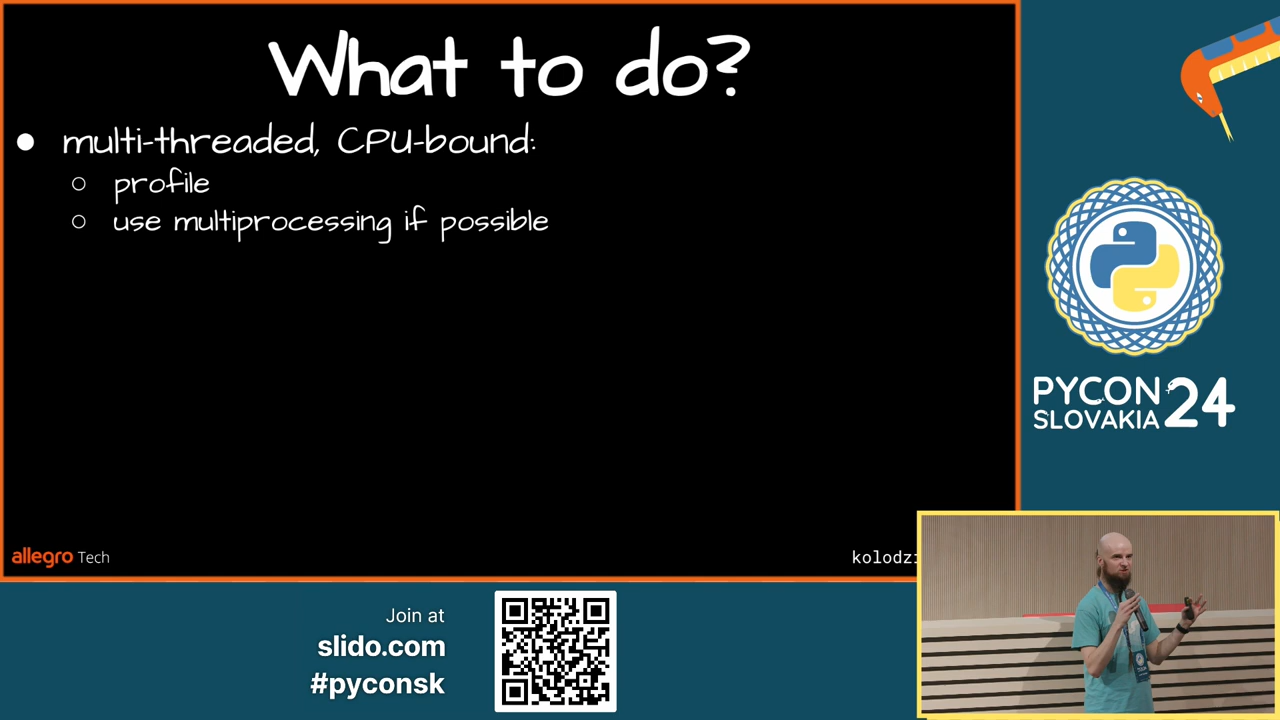 What to do?
● multi-threaded, CPU-bound:
○ profile
○ use multiprocessing if possible
allegro Tech
kolodzi
PYCON
SLOVAKIA
24
Join at
slido.com
#pyconsk